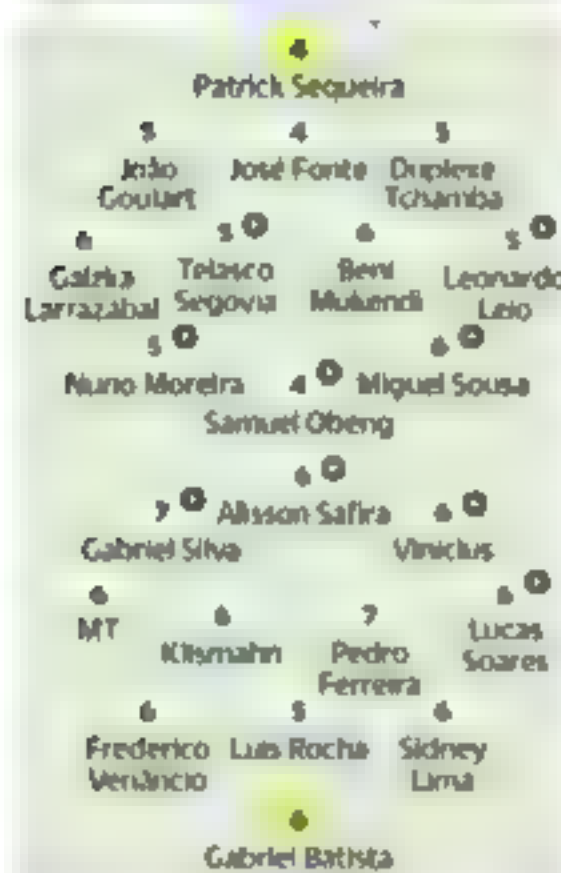 4
Patrick Sequeira
5 4 5
João José Fonte Duplexe
Goulart Tchamba
6 5 6 5
Gaizka Telasco Beni Leonardo
Larrazabal Segovia Mukendi Lelo
5 6
Nuno Moreira 4 Miguel Sousa
Samuel Obeng
6
7 Alisson Safira 6
Gabriel Silva Vinicius
6 7
MT Klismahn Pedro Lucas
Ferreira Soares
6 5 6
Frederico Luis Rocha Sidney
Venâncio Lima
6
Gabriel Batista